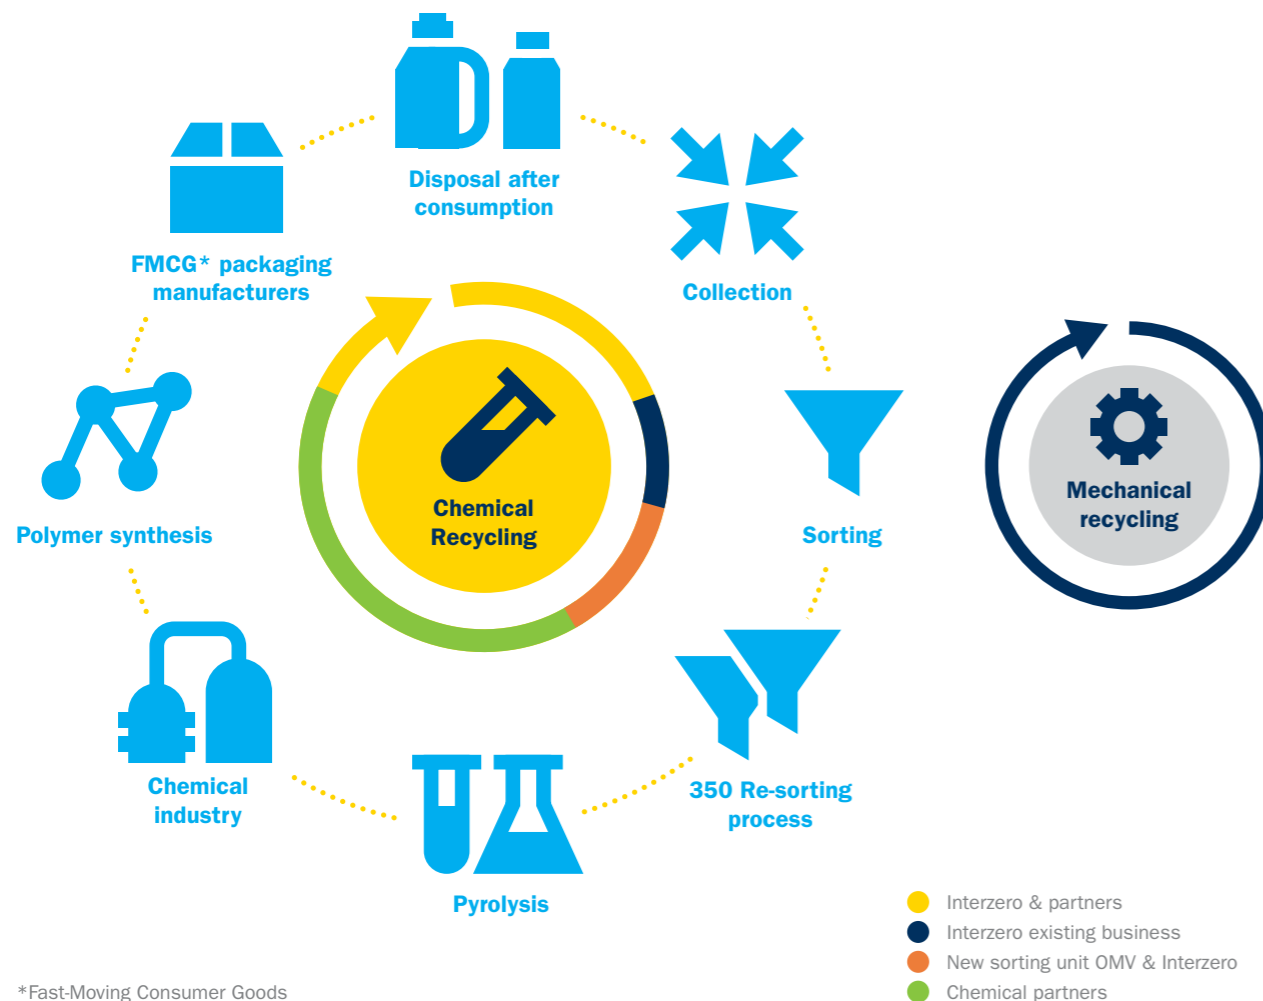 Disposal after
consumption
FMCG* packaging
manufacturers
Collection
Chemical
Recycling
Mechanical
recycling
Polymer synthesis
Sorting
Chemical
industry
350 Re-sorting
process
Pyrolysis
Interzero & partners
Interzero existing business
New sorting unit OMV & Interzero
Chemical partners
*Fast-Moving Consumer Goods